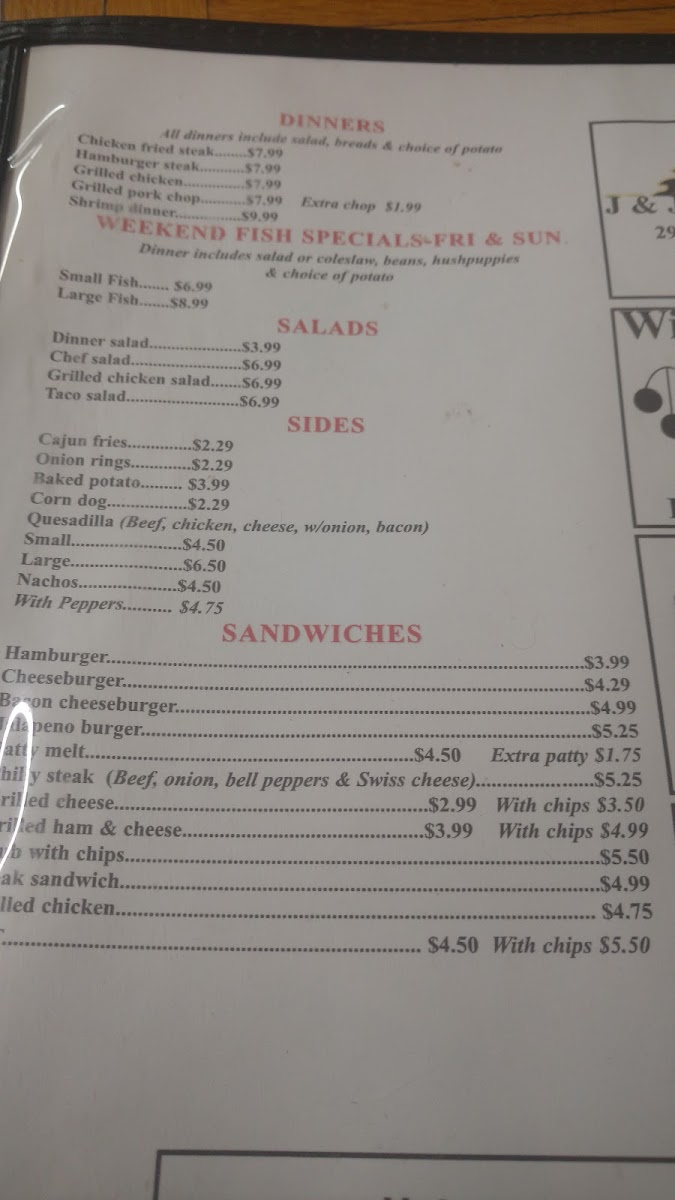 DINNERS
All dinners include salad, breads & choice of potato
Chicken fried steak........$7.99
Hamburger steak...........$7.99
Grilled chicken..............$7.99
Grilled pork chop...........$7.99 Extra chop $1.99
Shrimp dinner...............$9.99
WEEKEND FISH SPECIALS-FRI & SUN.
Dinner includes salad or coleslaw, beans, hushpuppies
& choice of potato
Small Fish....... $6.99
Large Fish.......$8.99
SALADS
Dinner salad......................$3.99
Chef salad..........................$6.99
Grilled chicken salad.......$6.99
Taco salad..........................$6.99
SIDES
Cajun fries..............$2.29
Onion rings.............$2.29
Baked potato......... $3.99
Corn dog.................$2.29
Quesadilla (Beef, chicken, cheese, w/onion, bacon)
Small.......................$4.50
Large.......................$6.50
Nachos....................$4.50
With Peppers.......... $4.75
SANDWICHES
Hamburger..........................................................$3.99
Cheeseburger.......................................................$4.29
Bacon cheeseburger.................................................$4.99
Jalapeno burger....................................................$5.25
atty melt..........................................$4.50 Extra patty $1.75
hilly steak (Beef, onion, bell peppers & Swiss cheese)....................$5.25
rilled cheese........................................$2.99 With chips $3.50
rilled ham & cheese................................$3.99 With chips $4.99
ub with chips......................................................$5.50
ak sandwich........................................................$4.99
lled chicken....................................................... $4.75
........................................................ $4.50 With chips $5.50
J &
29
Wi